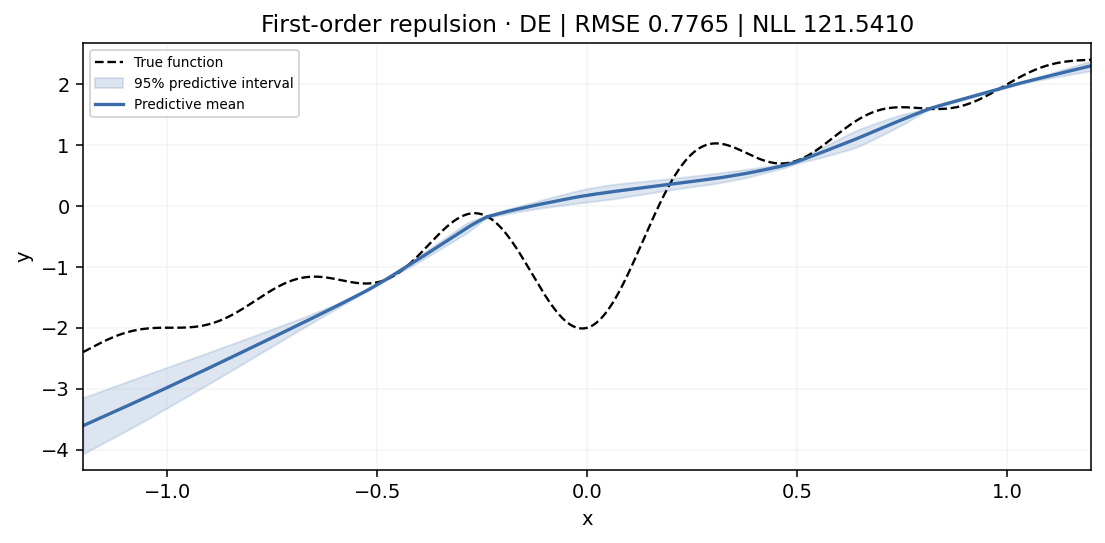 First-order repulsion · DE | RMSE 0.7765 | NLL 121.5410
True function
95% predictive interval
Predictive mean
y
2
1
0
−1
−2
−3
−4
−1.0 −0.5 0.0 0.5 1.0
x